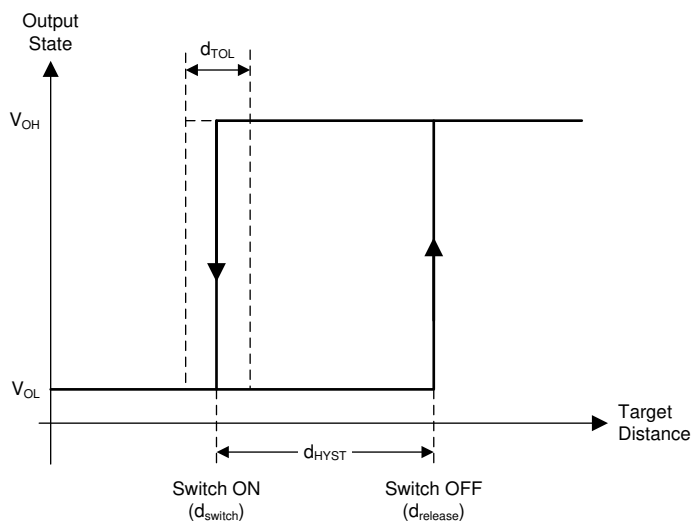 Output
State
dTOL
VOH
VOL
Target
Distance
dHYST
Switch ON
(dswitch)
Switch OFF
(drelease)